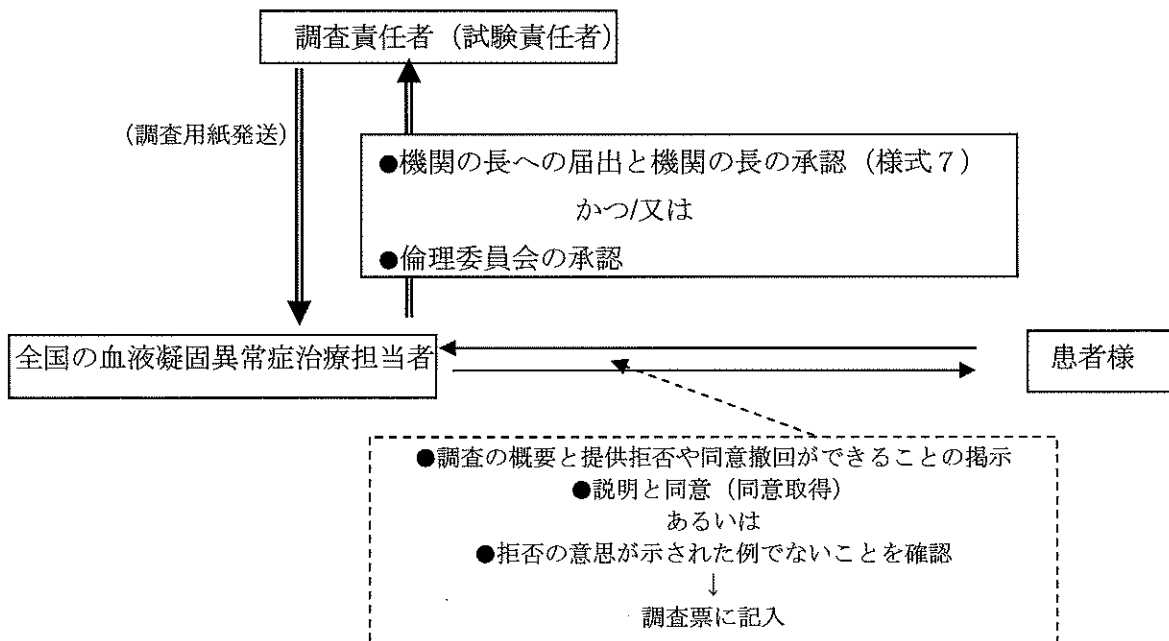 調査責任者（試験責任者）
（調査用紙発送）
●機関の長への届出と機関の長の承認（様式７）
かつ/又は
●倫理委員会の承認
全国の血液凝固異常症治療担当者
患者様
●調査の概要と提供拒否や同意撤回ができることの掲示
●説明と同意（同意取得）
あるいは
●拒否の意思が示された例でないことを確認
↓
調査票に記入